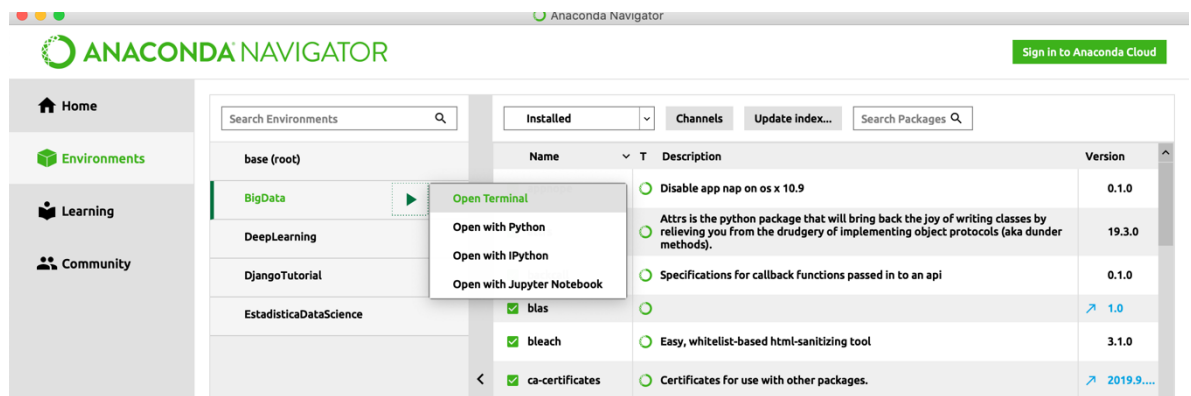 Anaconda Navigator
ANACONDA NAVIGATOR
Sign in to Anaconda Cloud
Home
Environments
Learning
Community
Search Environments
base (root)
BigData
DeepLearning
DjangoTutorial
EstadisticaDataScience
Open Terminal
Open with Python
Open with IPython
Open with Jupyter Notebook
Installed
Channels
Update index...
Search Packages
Name T Description Version
Disable app nap on os x 10.9 0.1.0
Attrs is the python package that will bring back the joy of writing classes by
relieving you from the drudgery of implementing object protocols (aka dunder 19.3.0
methods).
Specifications for callback functions passed in to an api 0.1.0
blas 1.0
bleach Easy, whitelist-based html-sanitizing tool 3.1.0
ca-certificates Certificates for use with other packages. 2019.9....